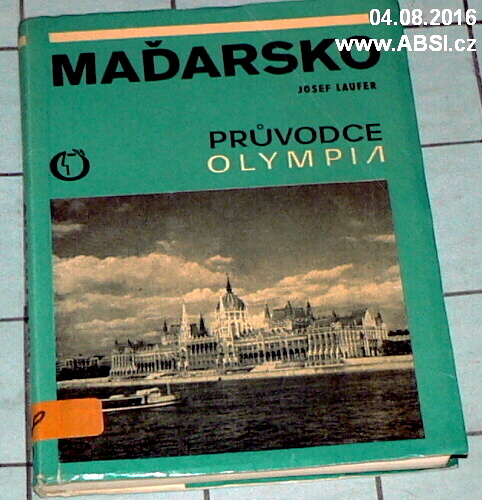 04.08.2016
www.ABSI.cz
MAĎARSKO
JOSEF LAUFER
PRŮVODCE
OLYMPIA